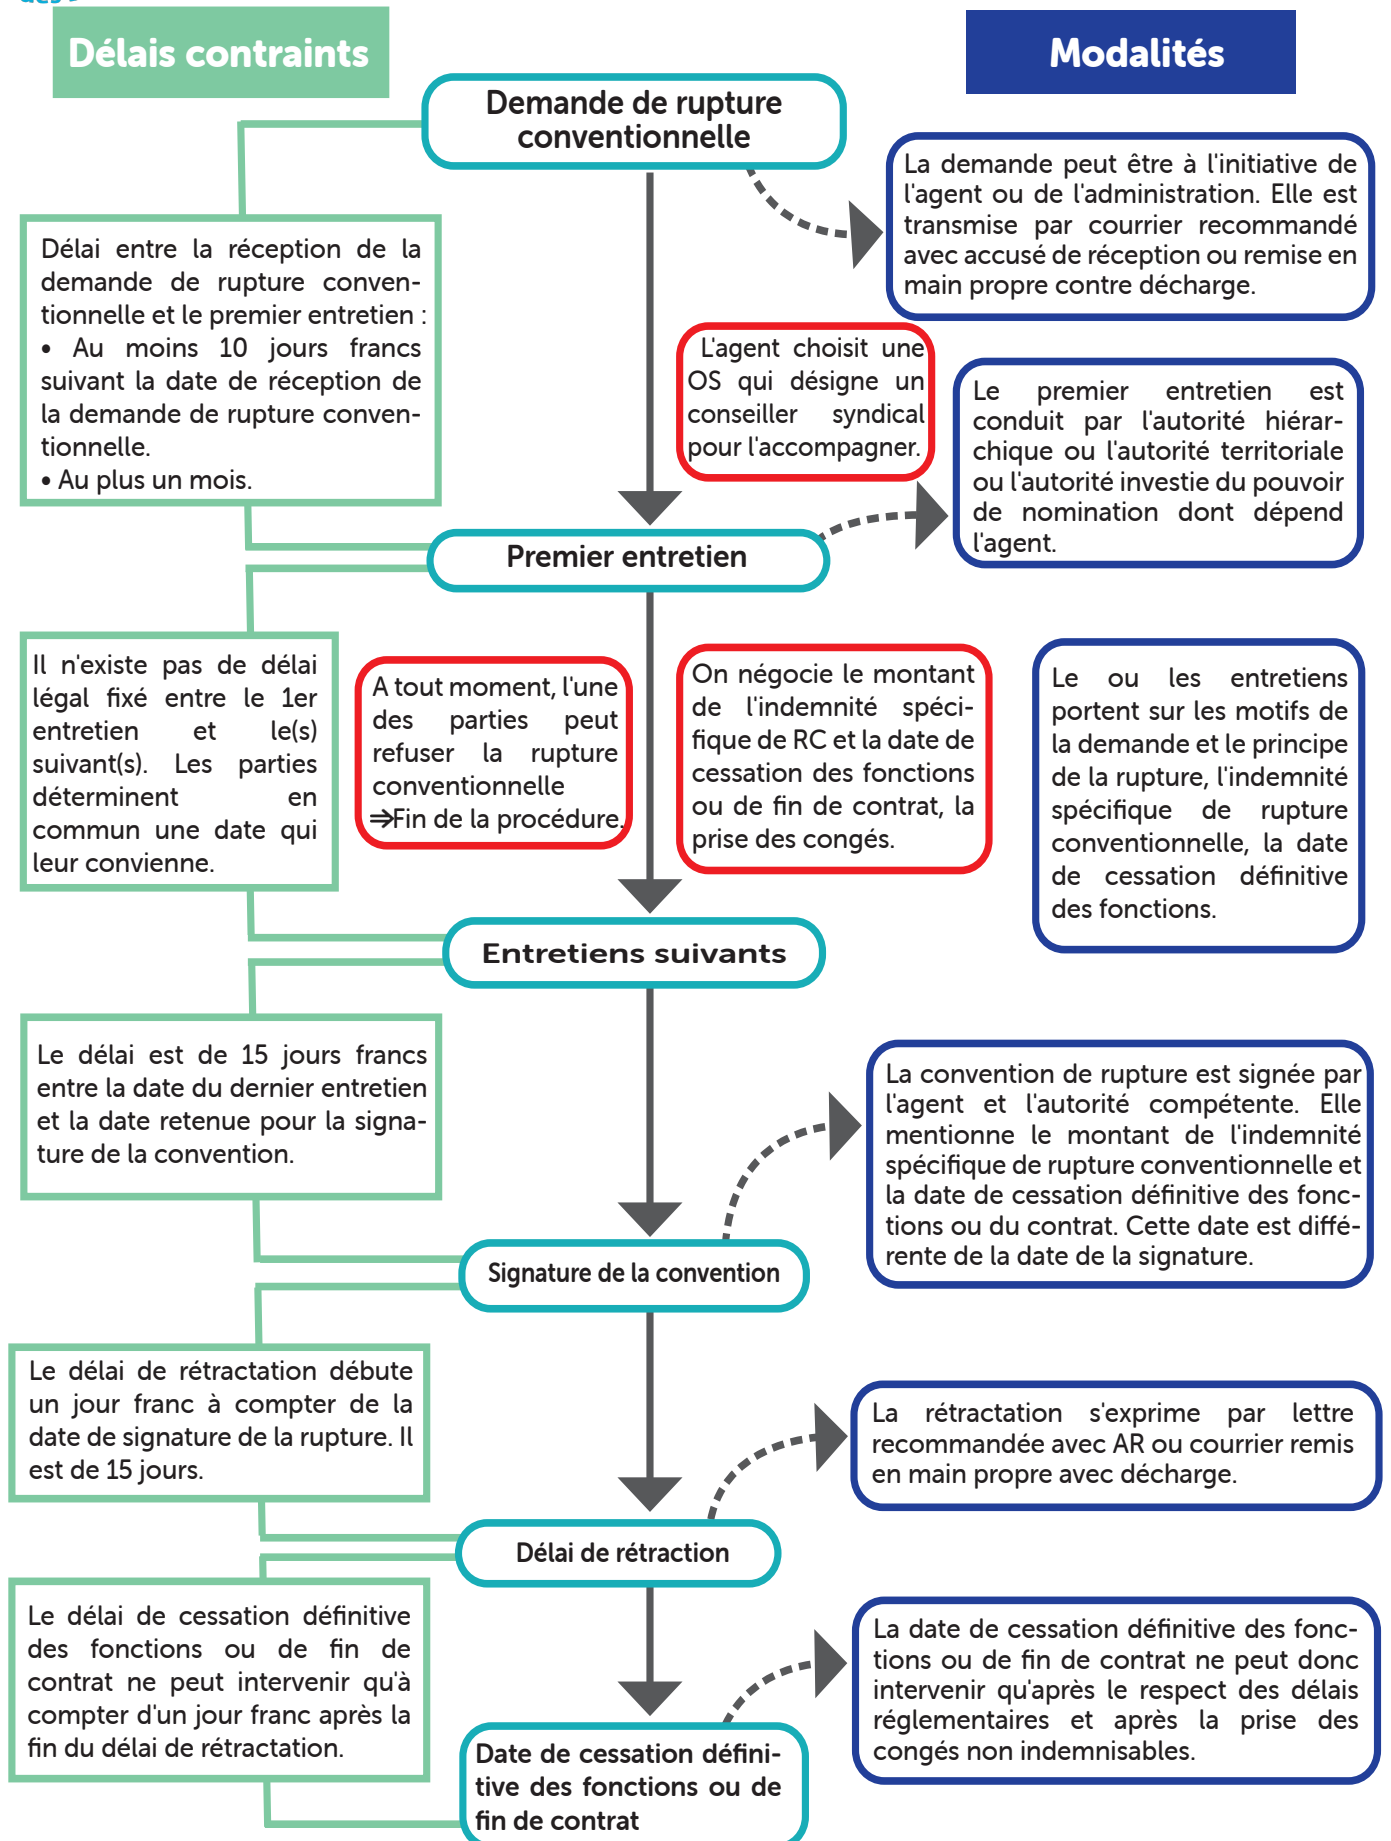 Délais contraints
Modalités
Demande de rupture
conventionnelle
La demande peut être à l'initiative de
l'agent ou de l'administration. Elle est
transmise par courrier recommandé
avec accusé de réception ou remise en
main propre contre décharge.
Délai entre la réception de la
demande de rupture conven-
tionnelle et le premier entretien :
• Au moins 10 jours francs
suivant la date de réception de
la demande de rupture conven-
tionnelle.
• Au plus un mois.
L'agent choisit une
OS qui désigne un
conseiller syndical
pour l'accompagner.
Le premier entretien est
conduit par l'autorité hiérar-
chique ou l'autorité territoriale
ou l'autorité investie du pouvoir
de nomination dont dépend
l'agent.
Premier entretien
Il n'existe pas de délai
légal fixé entre le 1er
entretien et le(s)
suivant(s). Les parties
déterminent en
commun une date qui
leur convienne.
A tout moment, l'une
des parties peut
refuser la rupture
conventionnelle
⇒Fin de la procédure.
On négocie le montant
de l'indemnité spéci-
fique de RC et la date de
cessation des fonctions
ou de fin de contrat, la
prise des congés.
Le ou les entretiens
portent sur les motifs de
la demande et le principe
de la rupture, l'indemnité
spécifique de rupture
conventionnelle, la date
de cessation définitive
des fonctions.
Entretiens suivants
Le délai est de 15 jours francs
entre la date du dernier entretien
et la date retenue pour la signa-
ture de la convention.
La convention de rupture est signée par
l'agent et l'autorité compétente. Elle
mentionne le montant de l'indemnité
spécifique de rupture conventionnelle et
la date de cessation définitive des fonc-
tions ou du contrat. Cette date est diffé-
rente de la date de la signature.
Signature de la convention
Le délai de rétractation débute
un jour franc à compter de la
date de signature de la rupture. Il
est de 15 jours.
La rétractation s'exprime par lettre
recommandée avec AR ou courrier remis
en main propre avec décharge.
Délai de rétraction
Le délai de cessation définitive
des fonctions ou de fin de
contrat ne peut intervenir qu'à
compter d'un jour franc après la
fin du délai de rétractation.
La date de cessation définitive des fonc-
tions ou de fin de contrat ne peut donc
intervenir qu'après le respect des délais
réglementaires et après la prise des
congés non indemnisables.
Date de cessation défini-
tive des fonctions ou de
fin de contrat